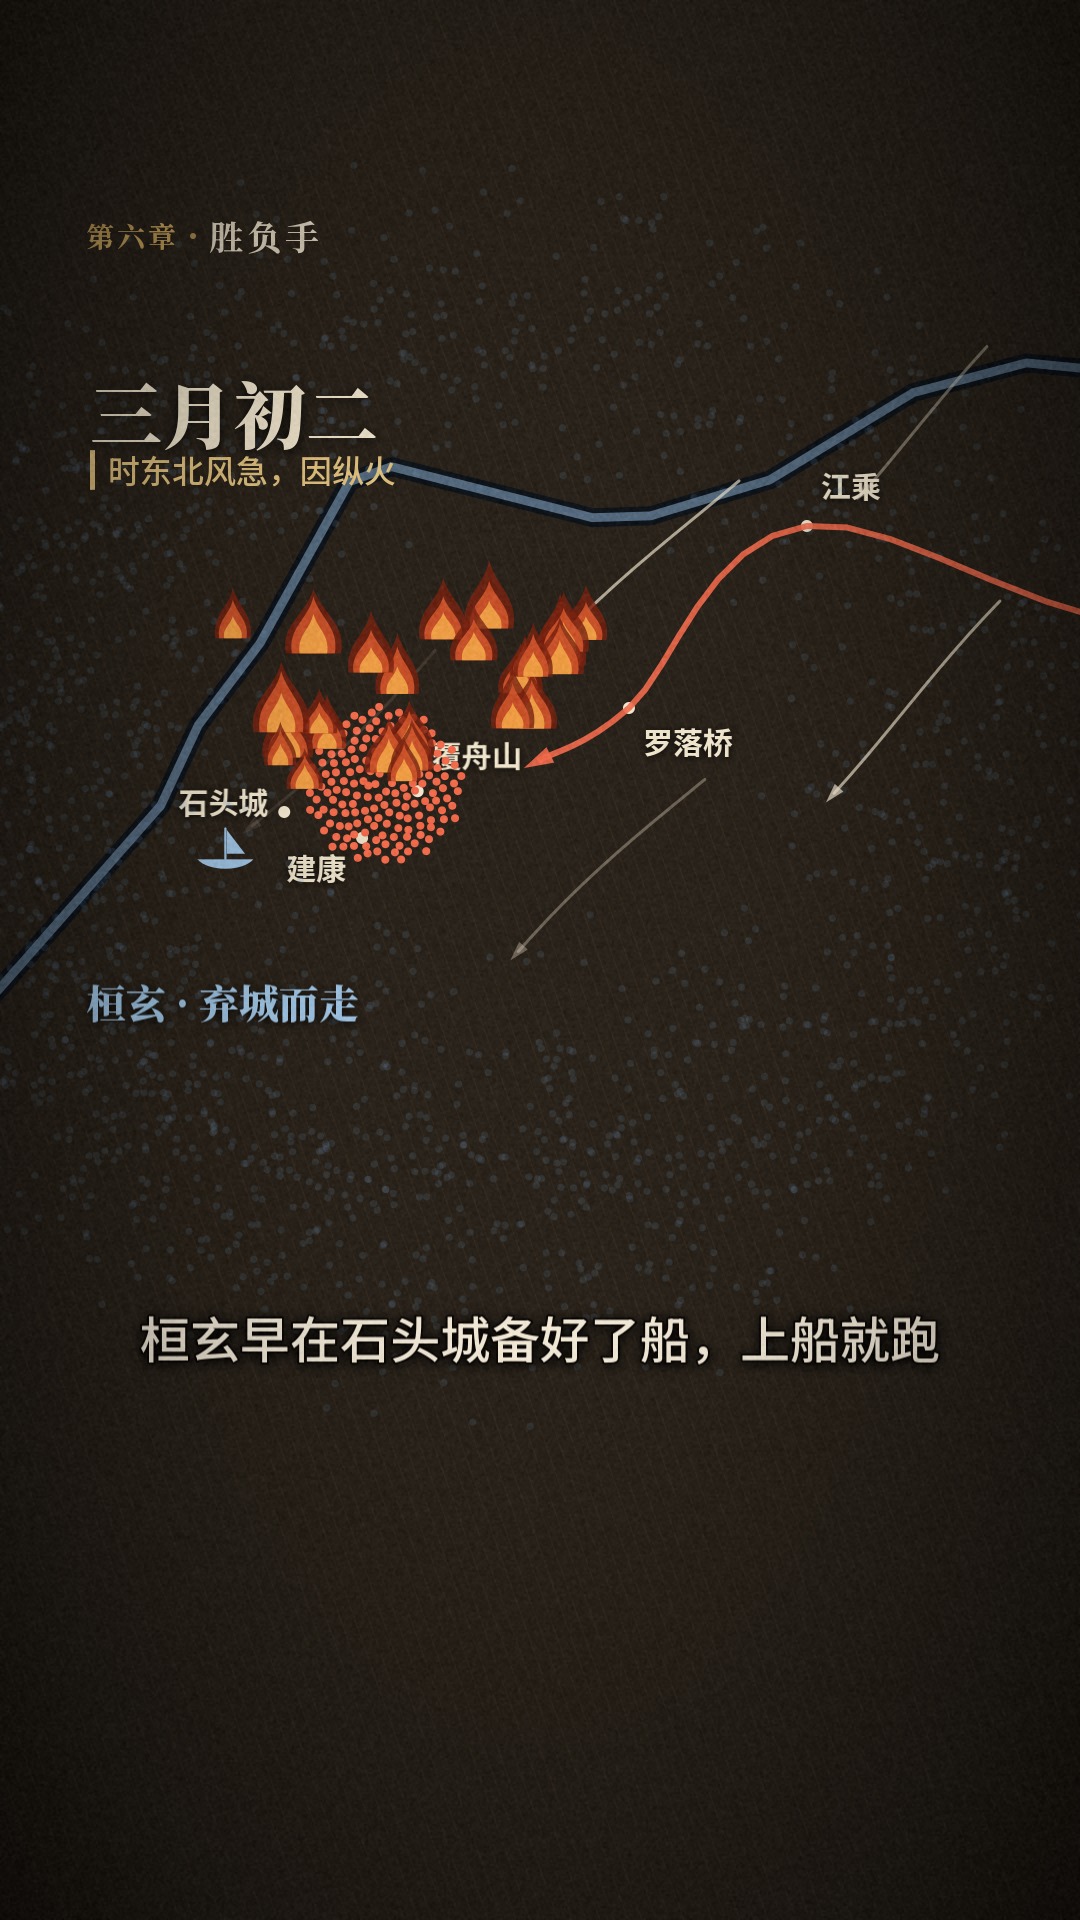 第六章·胜负手
三月初二
时东北风急，因纵火
江乘
罗落桥
覆舟山
石头城
建康
桓玄·弃城而走
桓玄早在石头城备好了船，上船就跑